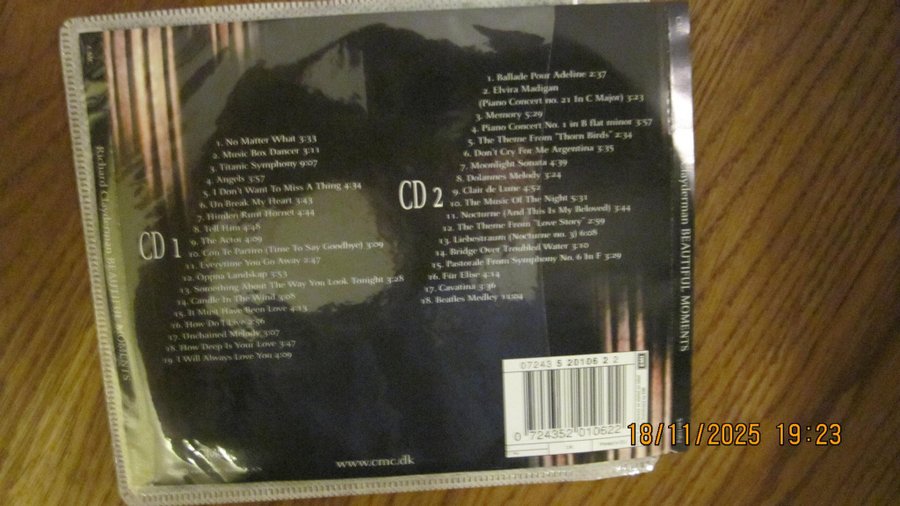 Richard Clayderman BEAUTIFUL MOMENTS
CD 1
1. No Matter What 3:33
2. Music Box Dancer 3:11
3. Titanic Symphony 9:07
4. Angels 3:57
5. I Don't Want To Miss A Thing 4:34
6. Un Break My Heart 3:43
7. Himlen Runt Hörnet 4:44
8. Tell Him 4:48
9. The Actor 4:09
10. Con Te Partiro (Time To Say Goodbye) 3:09
11. Everytime You Go Away 2:47
12. Öppna Landskap 3:53
13. Something About The Way You Look Tonight 3:28
14. Candle In The Wind 3:08
15. It Must Have Been Love 4:13
16. How Do I Live 2:56
17. Unchained Melody 3:07
18. How Deep Is Your Love 3:47
19. I Will Always Love You 4:09
CD 2
1. Ballade Pour Adeline 2:37
2. Elvira Madigan
(Piano Concert no. 21 In C Major) 3:23
3. Memory 5:29
4. Piano Concert No. 1 in B flat minor 3:57
5. The Theme From "Thorn Birds" 2:34
6. Don't Cry For Me Argentina 3:35
7. Moonlight Sonata 4:39
8. Dolannes Melody 3:24
9. Clair de Lune 4:52
10. The Music Of The Night 5:31
11. Nocturne (And This Is My Beloved) 3:44
12. The Theme From "Love Story" 2:59
13. Liebestraum (Nocturne no. 3) 6:08
14. Bridge Over Troubled Water 3:10
15. Pastorale From Symphony No. 6 In F 3:29
16. Für Elise 4:14
17. Cavatina 3:36
18. Beatles Medley 11:04
Clayderman BEAUTIFUL MOMENTS
07243 5 20106 2 2
0 724352 010622
www.cmc.dk
18/11/2025 19:23